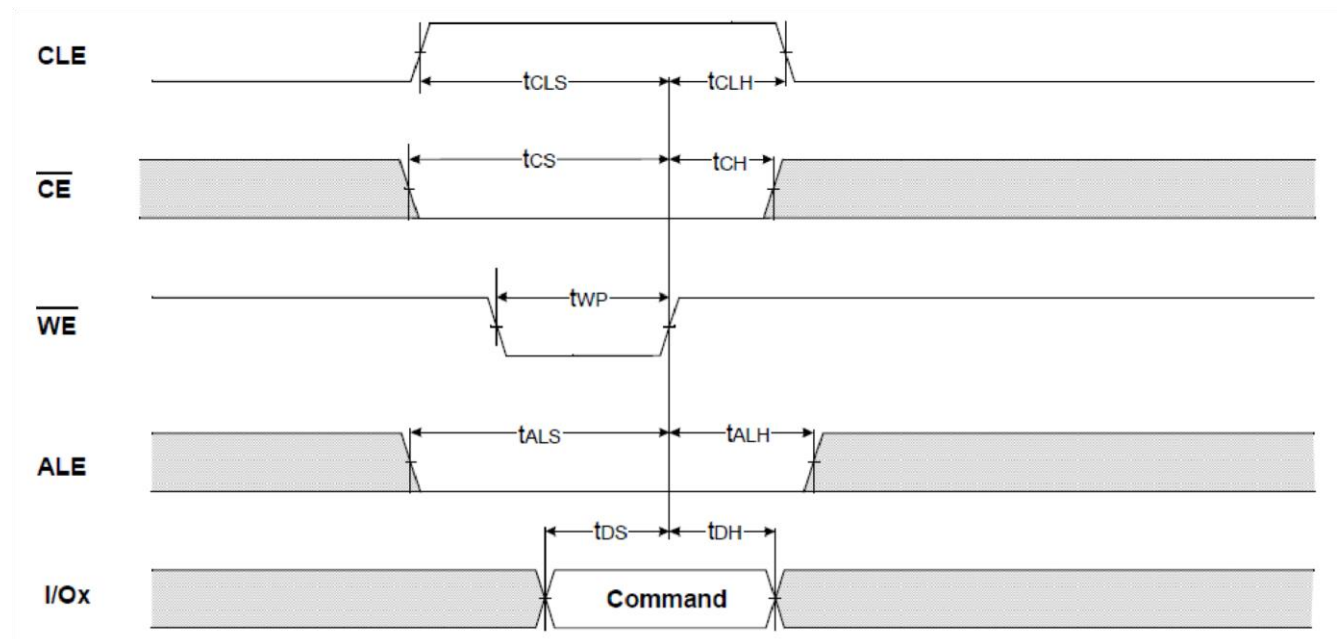 CLE
tCLS tCLH
CE
tCS tCH
WE
tWP
ALE
tALS tALH
I/Ox
tDS tDH
Command